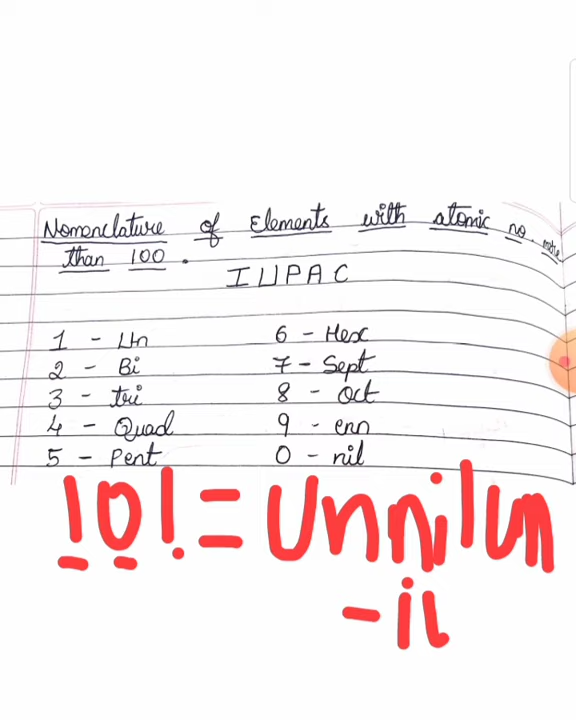 Nomenclature of Elements with atomic no. more
than 100.
IUPAC
1 - Un
2 - Bi
3 - tri
4 - Quad
5 - Pent
6 - Hex
7 - Sept
8 - Oct
9 - enn
0 - nil
101 = Unnilun
-iu